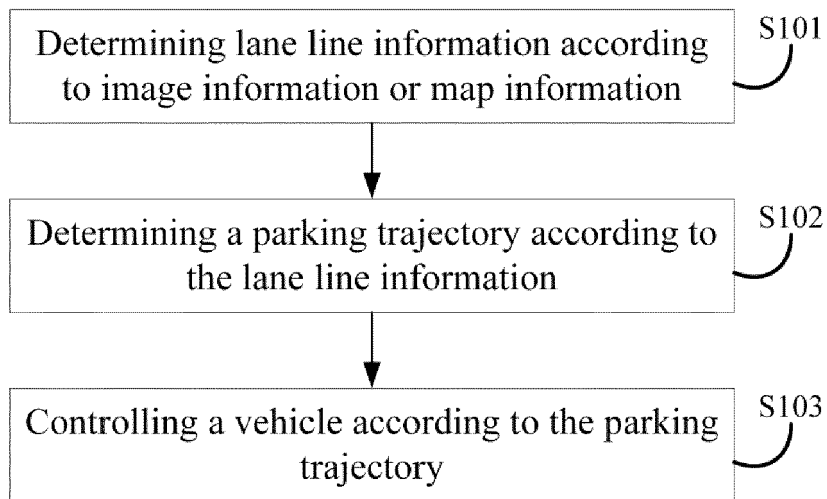 Determining lane line information according
to image information or map information
S101
Determining a parking trajectory according to
the lane line information
S102
Controlling a vehicle according to the parking
trajectory
S103